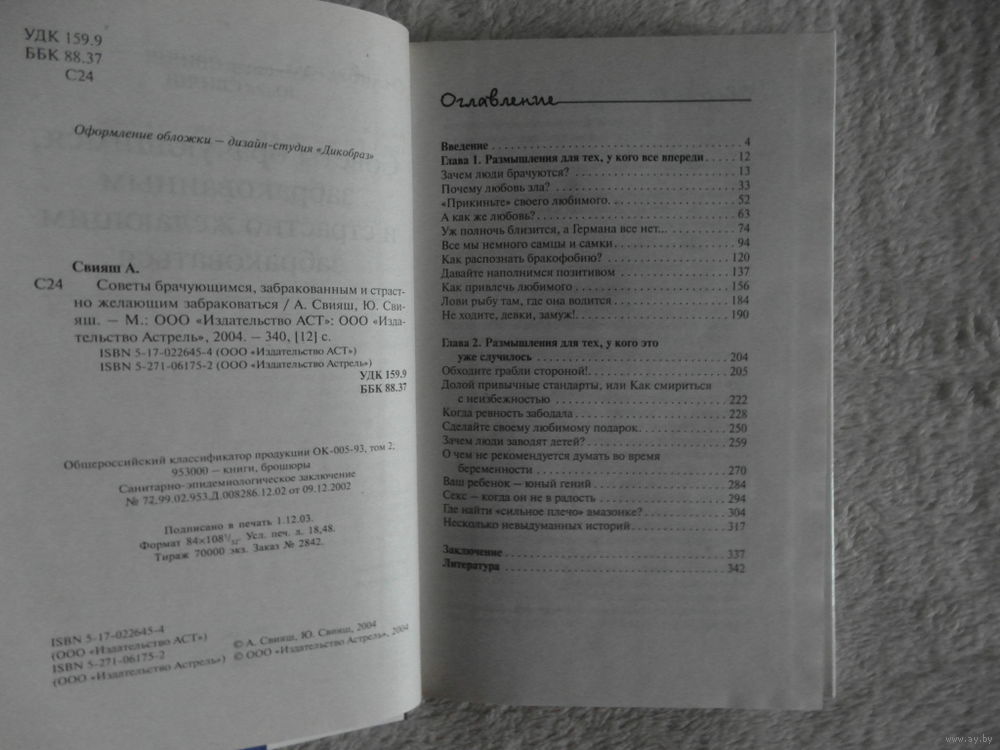 УДК 159.9
ББК 88.37
С24
Оформление обложки — дизайн-студия «Дикобраз»
Свияш А.
С24 Советы брачующимся, забракованным и страст-
но желающим забраковаться / А. Свияш, Ю. Сви-
яш. — М.: ООО «Издательство АСТ»: ООО «Изда-
тельство Астрель», 2004. — 340, [12] с.
ISBN 5-17-022645-4 (ООО «Издательство АСТ»)
ISBN 5-271-06175-2 (ООО «Издательство Астрель»)
УДК 159.9
ББК 88.37
Общероссийский классификатор продукции ОК-005-93, том 2;
953000 — книги, брошюры
Санитарно-эпидемиологическое заключение
№ 77.99.02.953.Д.008286.12.02 от 09.12.2002
Подписано в печать 1.12.03.
Формат 84×108 1/32. Усл. печ. л. 18,48.
Тираж 70000 экз. Заказ № 2842.
ISBN 5-17-022645-4
(ООО «Издательство АСТ»)
ISBN 5-271-06175-2
(ООО «Издательство Астрель»)
© А. Свияш, Ю. Свияш, 2004
© ООО «Издательство Астрель», 2004
Оглавление
Введение 4
Глава 1. Размышления для тех, у кого все впереди 12
Зачем люди брачуются? 13
Почему любовь зла? 33
«Прикиньте» своего любимого 52
А как же любовь? 63
Уж полночь близится, а Германа все нет... 74
Все мы немного самцы и самки 94
Как распознать бракофобию? 120
Давайте наполнимся позитивом 137
Как привлечь любимого 156
Лови рыбу там, где она водится 184
Не ходите, девки, замуж! 190
Глава 2. Размышления для тех, у кого это
уже случилось 204
Обходите грабли стороной! 205
Долой привычные стандарты, или Как смириться
с неизбежностью 222
Когда ревность забодала 228
Сделайте своему любимому подарок 250
Зачем люди заводят детей? 259
О чем не рекомендуется думать во время
беременности 270
Ваш ребенок — юный гений 284
Секс — когда он не в радость 294
Где найти «сильное плечо» амазонке? 304
Несколько невыдуманных историй 317
Заключение 337
Литература 342
www.ay.by